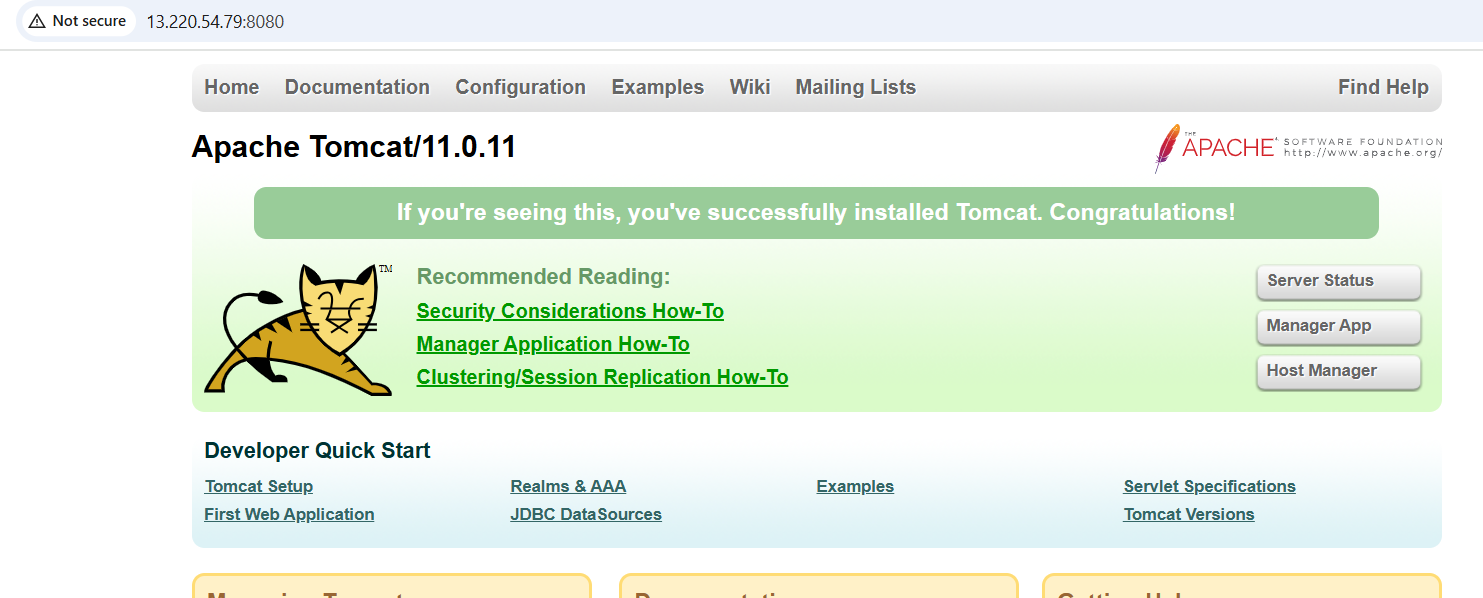 Not secure 13.220.54.79:8080
Home Documentation Configuration Examples Wiki Mailing Lists Find Help
Apache Tomcat/11.0.11
THE APACHE SOFTWARE FOUNDATION
http://www.apache.org/
If you're seeing this, you've successfully installed Tomcat. Congratulations!
TM
Recommended Reading:
Security Considerations How-To
Manager Application How-To
Clustering/Session Replication How-To
Server Status
Manager App
Host Manager
Developer Quick Start
Tomcat Setup
First Web Application
Realms & AAA
JDBC DataSources
Examples
Servlet Specifications
Tomcat Versions